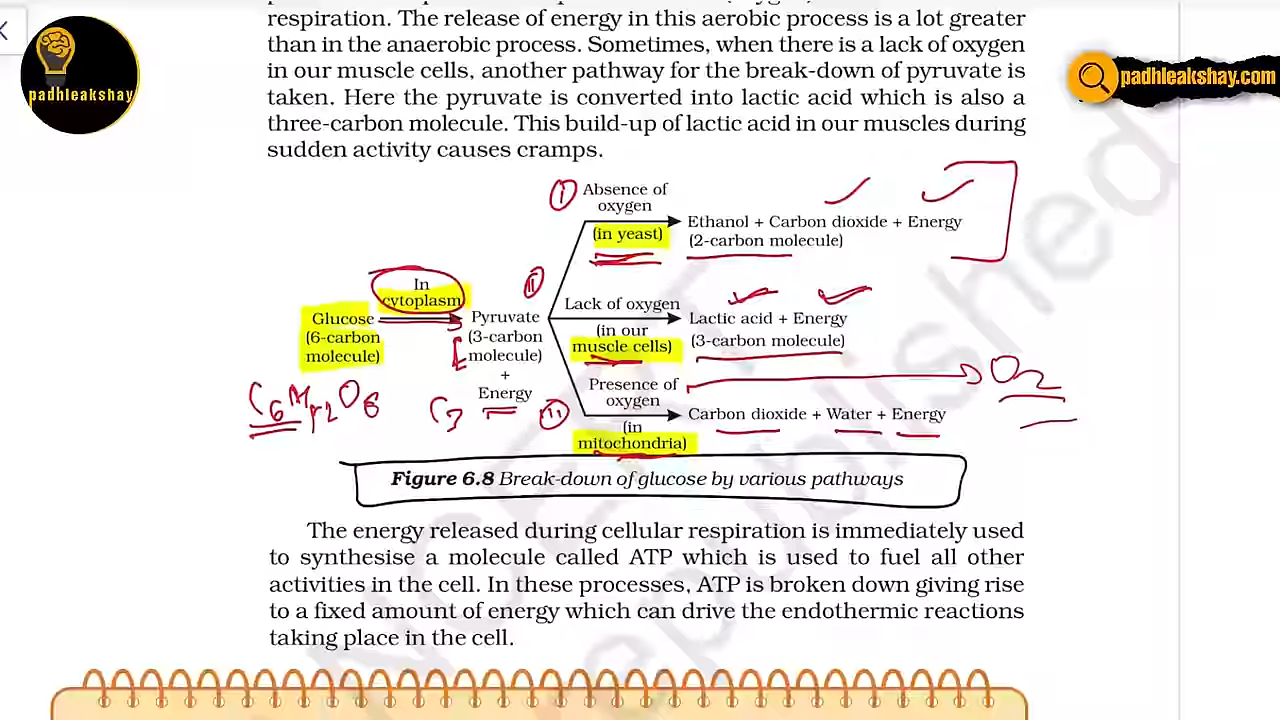 respiration. The release of energy in this aerobic process is a lot greater
than in the anaerobic process. Sometimes, when there is a lack of oxygen
in our muscle cells, another pathway for the break-down of pyruvate is
taken. Here the pyruvate is converted into lactic acid which is also a
three-carbon molecule. This build-up of lactic acid in our muscles during
sudden activity causes cramps.
padhleakshay
padhleakshay.com
I
Absence of
oxygen
(in yeast)
Ethanol + Carbon dioxide + Energy
(2-carbon molecule)
In
cytoplasm
II
Glucose
(6-carbon
molecule)
C6H12O6
Pyruvate
(3-carbon
molecule)
+
Energy
C3
Lack of oxygen
(in our
muscle cells)
Lactic acid + Energy
(3-carbon molecule)
III
Presence of
oxygen
(in
mitochondria)
O2
Carbon dioxide + Water + Energy
Figure 6.8 Break-down of glucose by various pathways
The energy released during cellular respiration is immediately used
to synthesise a molecule called ATP which is used to fuel all other
activities in the cell. In these processes, ATP is broken down giving rise
to a fixed amount of energy which can drive the endothermic reactions
taking place in the cell.